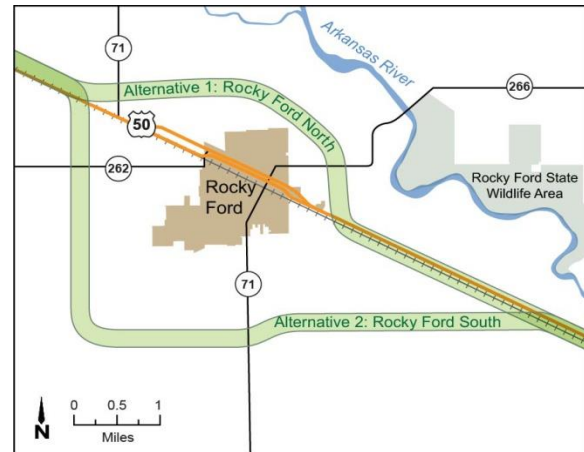 71
Arkansas River
Alternative 1: Rocky Ford North
266
50
262
Rocky
Ford
Rocky Ford State
Wildlife Area
71
Alternative 2: Rocky Ford South
N
0 0.5 1
Miles